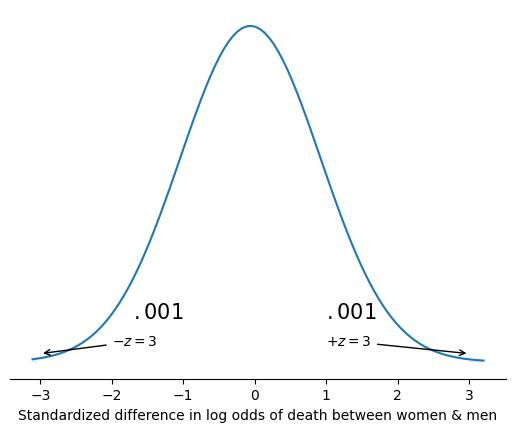 .001 .001
−z = 3 +z = 3
−3 −2 −1 0 1 2 3
Standardized difference in log odds of death between women & men